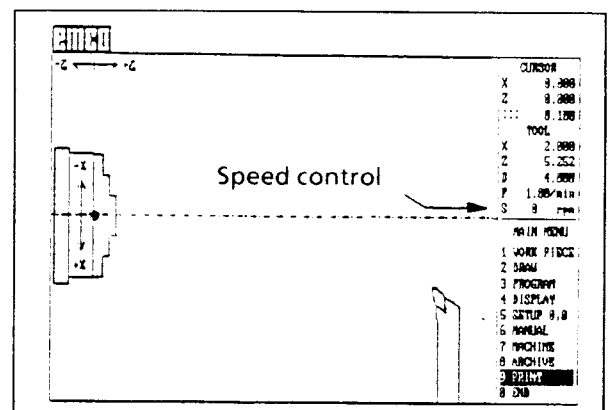 -Z +Z
CURSOR
X 0.000
Z 0.000
0.100
TOOL
X 2.000
Z 5.252
D 4.000
F 1.00/min
S 0 rpm
-X
+X
Speed control
MAIN MENU
1 WORK PIECE
2 DRAW
3 PROGRAM
4 DISPLAY
5 SETUP 0,0
6 MANUAL
7 MACHINE
8 ARCHIVE
9 PRINT
0 END